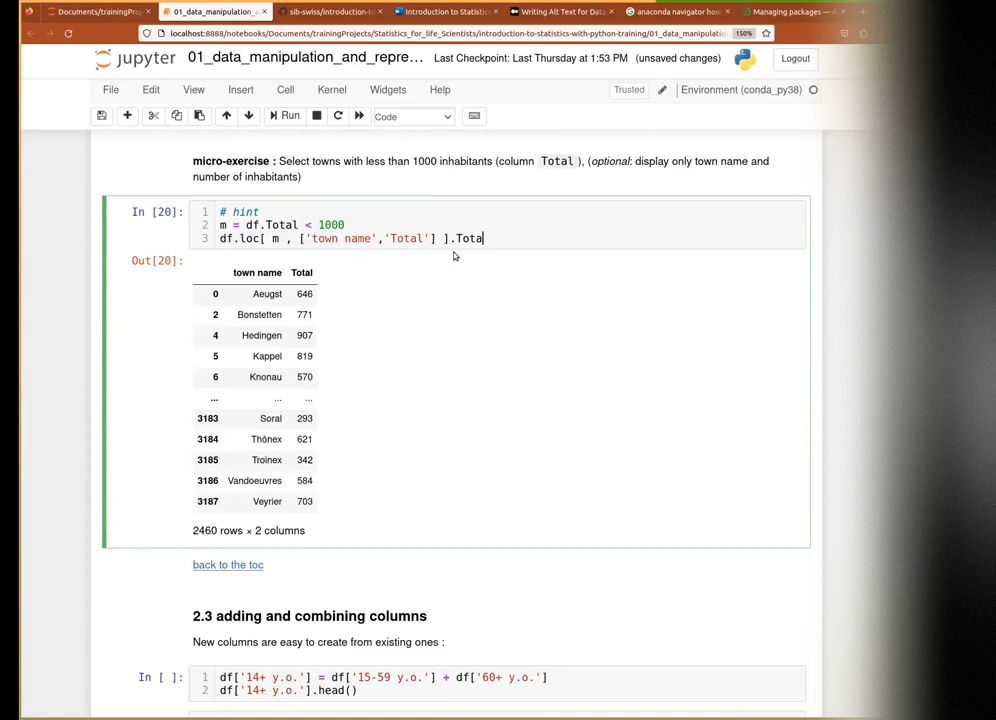 Documents/trainingProj
01_data_manipulation_a
sib-swiss/introduction-to
Introduction to Statistic
Writing Alt Text for Data
anaconda navigator how
Managing packages — A
localhost:8888/notebooks/Documents/trainingProjects/Statistics_for_life_Scientists/introduction-to-statistics-with-python-training/01_data_manipulation
150%
jupyter 01_data_manipulation_and_repre... Last Checkpoint: Last Thursday at 1:53 PM (unsaved changes)
Logout
File Edit View Insert Cell Kernel Widgets Help
Trusted
Environment (conda_py38)
Run
Code
micro-exercise : Select towns with less than 1000 inhabitants (column Total ), (optional: display only town name and
number of inhabitants)
In [20]:
1 # hint
2 m = df.Total < 1000
3 df.loc[ m , ['town name','Total'] ].Tota
Out[20]:
town name Total
0 Aeugst 646
2 Bonstetten 771
4 Hedingen 907
5 Kappel 819
6 Knonau 570
... ... ...
3183 Soral 293
3184 Thônex 621
3185 Troinex 342
3186 Vandoeuvres 584
3187 Veyrier 703
2460 rows × 2 columns
back to the toc
2.3 adding and combining columns
New columns are easy to create from existing ones :
In [ ]:
1 df['14+ y.o.'] = df['15-59 y.o.'] + df['60+ y.o.']
2 df['14+ y.o.'].head()